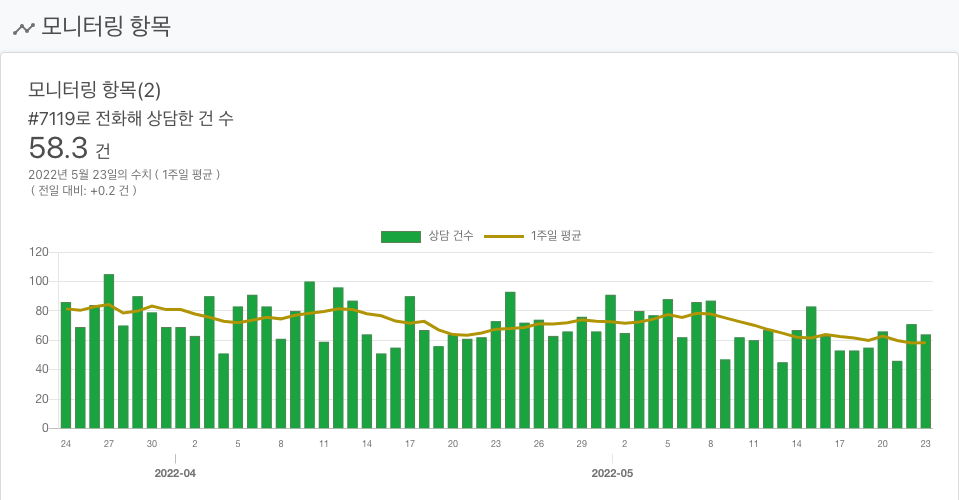 모니터링 항목
모니터링 항목(2)
#7119로 전화해 상담한 건 수
58.3 건
2022년 5월 23일의 수치 ( 1주일 평균 )
( 전일 대비: +0.2 건 )
상담 건수 1주일 평균
120
100
80
60
40
20
0
24 27 30 2 5 8 11 14 17 20 23 26 29 2 5 8 11 14 17 20 23
2022-04 2022-05